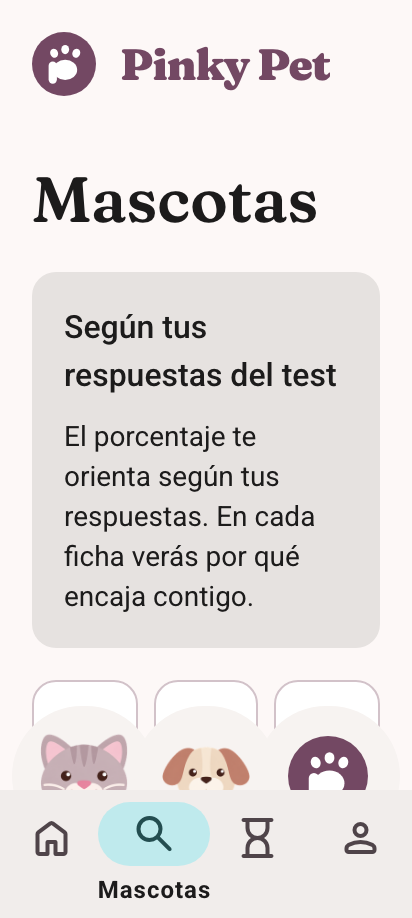 Pinky Pet
Mascotas
Según tus
respuestas del test
El porcentaje te
orienta según tus
respuestas. En cada
ficha verás por qué
encaja contigo.
Mascotas